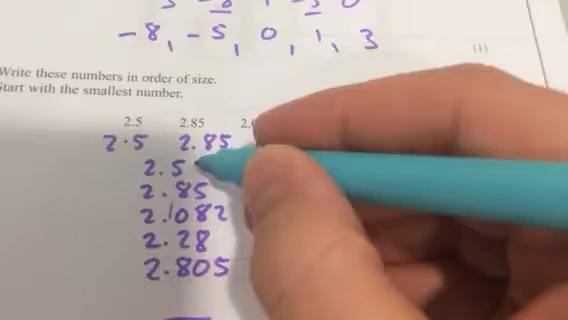 -8, -5, 0, 1, 3
(1)
Write these numbers in order of size.
Start with the smallest number.
2.5 2.85
2.5 2.85
2.5
2.85
2.1082
2.28
2.805